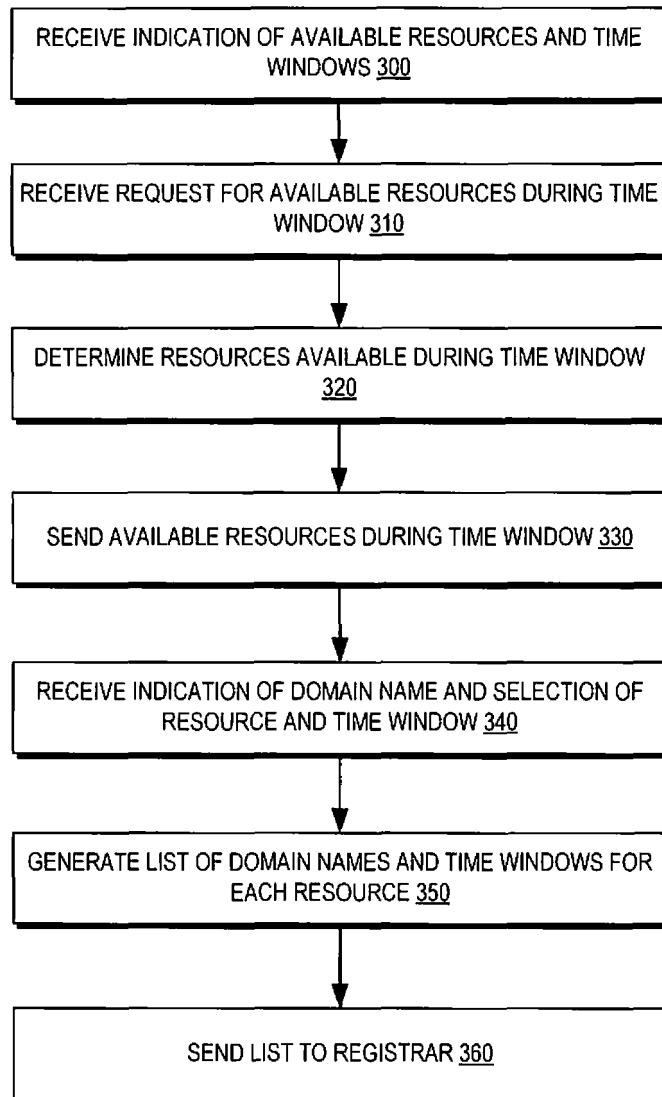 RECEIVE INDICATION OF AVAILABLE RESOURCES AND TIME
WINDOWS 300
RECEIVE REQUEST FOR AVAILABLE RESOURCES DURING TIME
WINDOW 310
DETERMINE RESOURCES AVAILABLE DURING TIME WINDOW
320
SEND AVAILABLE RESOURCES DURING TIME WINDOW 330
RECEIVE INDICATION OF DOMAIN NAME AND SELECTION OF
RESOURCE AND TIME WINDOW 340
GENERATE LIST OF DOMAIN NAMES AND TIME WINDOWS FOR
EACH RESOURCE 350
SEND LIST TO REGISTRAR 360